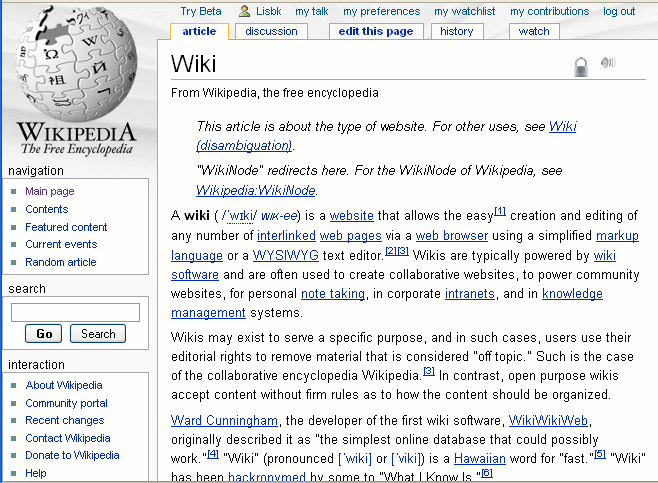 Try Beta Lisbk my talk my preferences my watchlist my contributions log out
article discussion edit this page history watch
WIKIPEDIA
The Free Encyclopedia
navigation
Main page
Contents
Featured content
Current events
Random article
search
Go Search
interaction
About Wikipedia
Community portal
Recent changes
Contact Wikipedia
Donate to Wikipedia
Help
Wiki
From Wikipedia, the free encyclopedia
This article is about the type of website. For other uses, see Wiki
(disambiguation).
"WikiNode" redirects here. For the WikiNode of Wikipedia, see
Wikipedia:WikiNode.
A wiki ( /ˈwɪki/ WIK-ee) is a website that allows the easy[1] creation and editing of
any number of interlinked web pages via a web browser using a simplified markup
language or a WYSIWYG text editor.[2][3] Wikis are typically powered by wiki
software and are often used to create collaborative websites, to power community
websites, for personal note taking, in corporate intranets, and in knowledge
management systems.
Wikis may exist to serve a specific purpose, and in such cases, users use their
editorial rights to remove material that is considered "off topic." Such is the case
of the collaborative encyclopedia Wikipedia.[3] In contrast, open purpose wikis
accept content without firm rules as to how the content should be organized.
Ward Cunningham, the developer of the first wiki software, WikiWikiWeb,
originally described it as "the simplest online database that could possibly
work."[4] "Wiki" (pronounced [ˈwiki] or [ˈviki]) is a Hawaiian word for "fast."[5] "Wiki"
has been backronymed by some to "What I Know Is."[6]